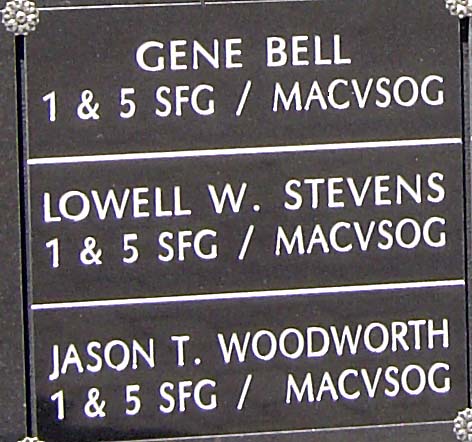 GENE BELL
1 & 5 SFG / MACVSOG
LOWELL W. STEVENS
1 & 5 SFG / MACVSOG
JASON T. WOODWORTH
1 & 5 SFG / MACVSOG